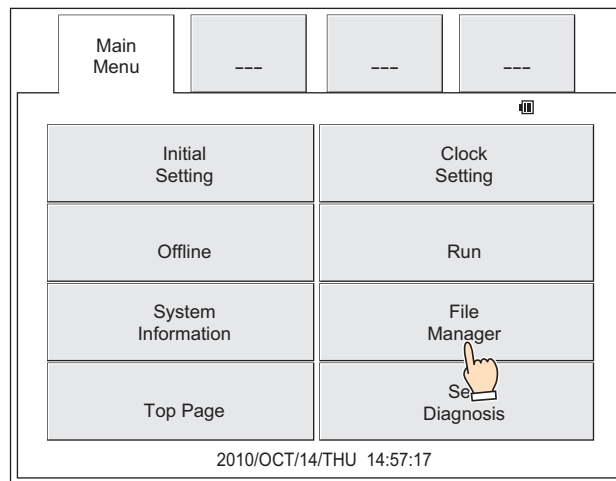 Main
Menu
---
---
---
Initial
Setting
Clock
Setting
Offline
Run
System
Information
File
Manager
Top Page
Se
Diagnosis
2010/OCT/14/THU 14:57:17